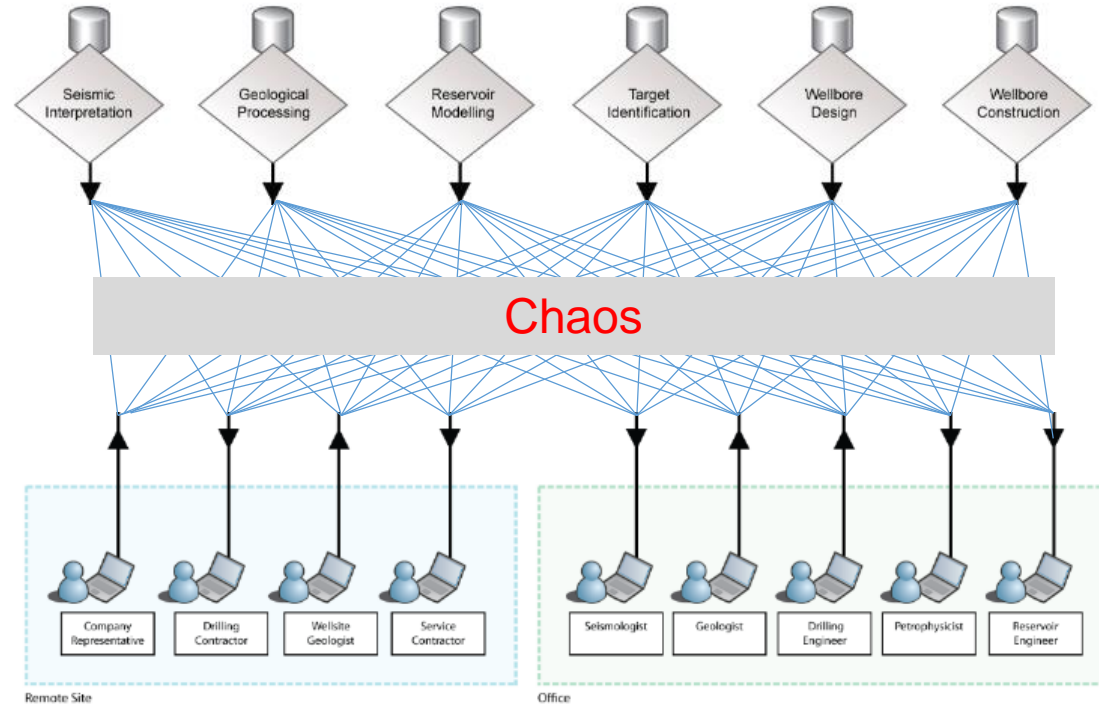 Seismic
Interpretation
Geological
Processing
Reservoir
Modelling
Target
Identification
Wellbore
Design
Wellbore
Construction
Chaos
Company
Representative
Drilling
Contractor
Wellsite
Geologist
Service
Contractor
Seismologist
Geologist
Drilling
Engineer
Petrophysicist
Reservoir
Engineer
Remote Site
Office